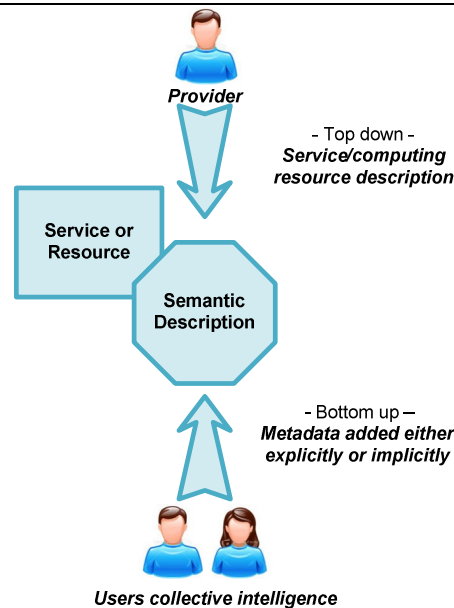 Provider
- Top down -
Service/computing
resource description
Service or
Resource
Semantic
Description
- Bottom up –
Metadata added either
explicitly or implicitly
Users collective intelligence